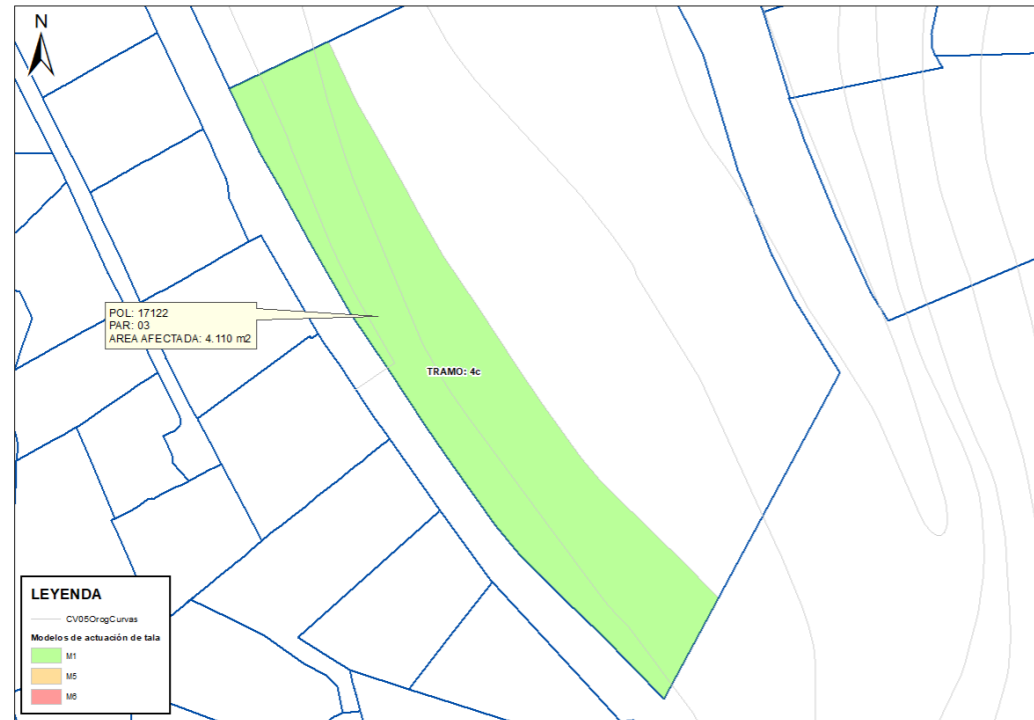 N
POL: 17122
PAR: 03
AREA AFECTADA: 4.110 m2
TRAMO: 4c
LEYENDA
CV05OrogCurvas
Modelos de actuación de tala
M1
M5
M6